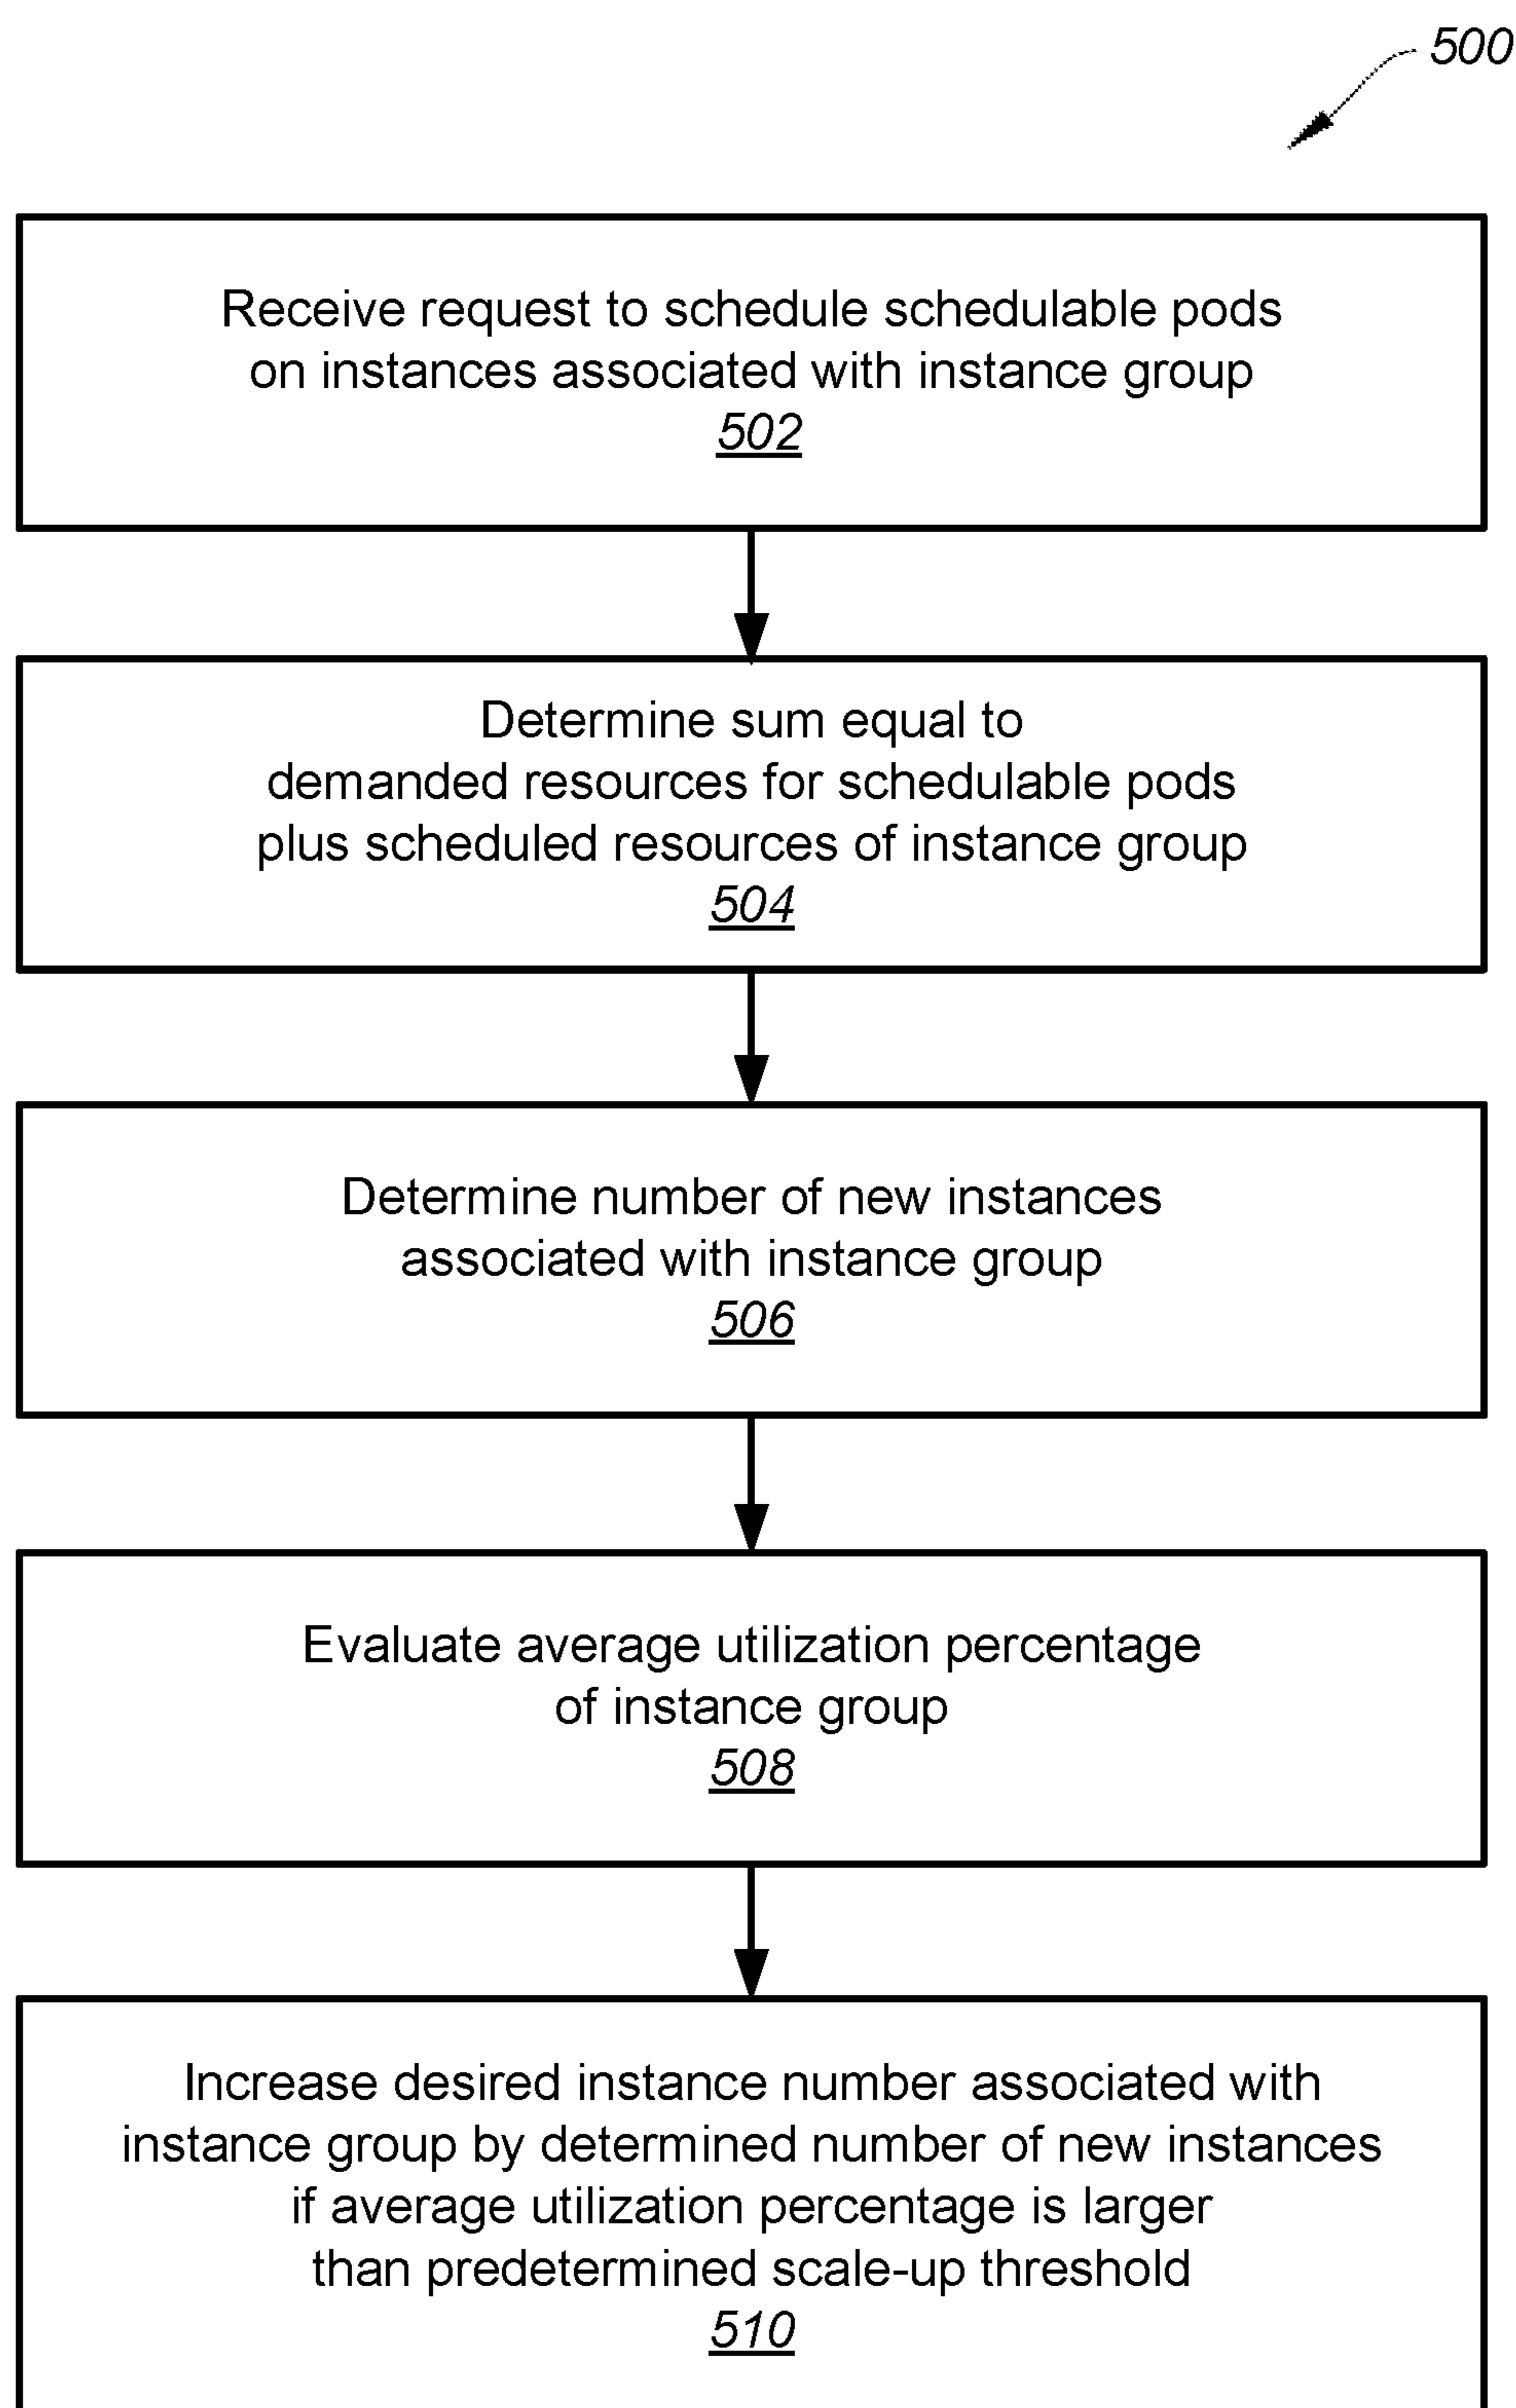 500
Receive request to schedule schedulable pods
on instances associated with instance group
502
Determine sum equal to
demanded resources for schedulable pods
plus scheduled resources of instance group
504
Determine number of new instances
associated with instance group
506
Evaluate average utilization percentage
of instance group
508
Increase desired instance number associated with
instance group by determined number of new instances
if average utilization percentage is larger
than predetermined scale-up threshold
510